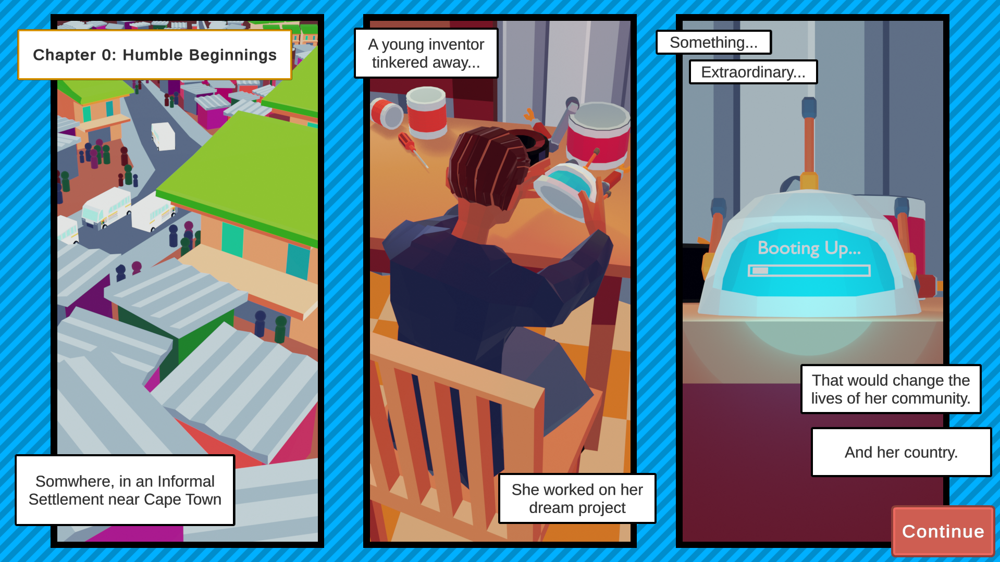 Chapter 0: Humble Beginnings
Somwhere, in an Informal
Settlement near Cape Town
A young inventor
tinkered away...
She worked on her
dream project
Something...
Extraordinary...
Booting Up...
That would change the
lives of her community.
And her country.
Continue